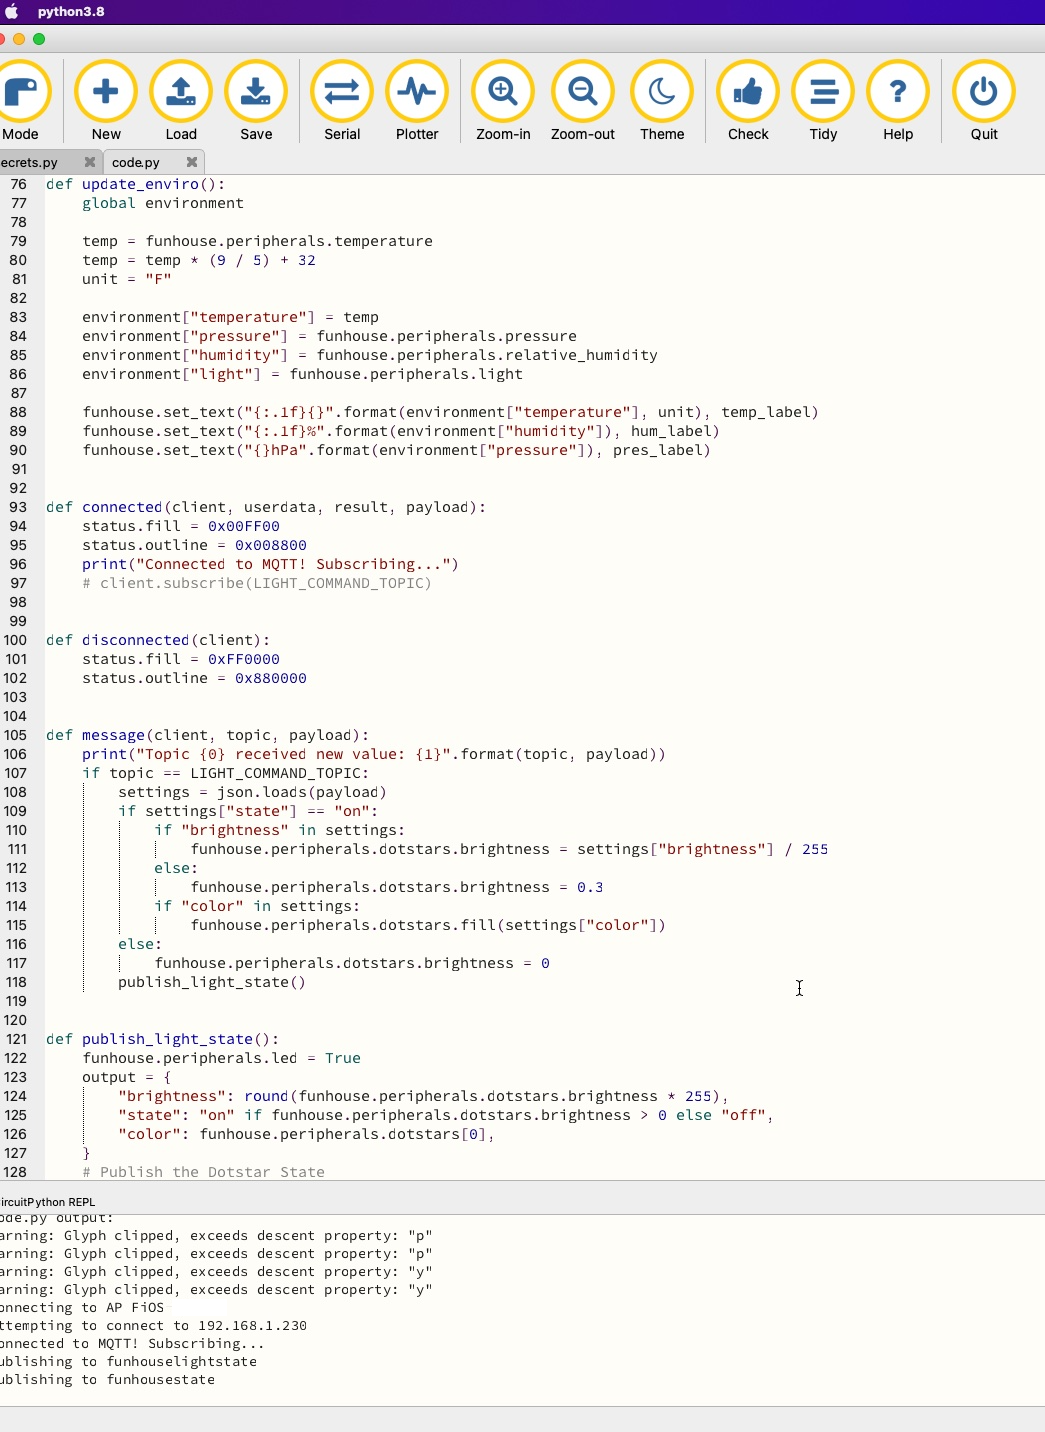 python3.8
Mode New Load Save Serial Plotter Zoom-in Zoom-out Theme Check Tidy Help Quit
ecrets.py code.py
76 def update_enviro():
77     global environment
78
79     temp = funhouse.peripherals.temperature
80     temp = temp * (9 / 5) + 32
81     unit = "F"
82
83     environment["temperature"] = temp
84     environment["pressure"] = funhouse.peripherals.pressure
85     environment["humidity"] = funhouse.peripherals.relative_humidity
86     environment["light"] = funhouse.peripherals.light
87
88     funhouse.set_text("{:.1f}{}".format(environment["temperature"], unit), temp_label)
89     funhouse.set_text("{:.1f}%".format(environment["humidity"]), hum_label)
90     funhouse.set_text("{}hPa".format(environment["pressure"]), pres_label)
91
92
93 def connected(client, userdata, result, payload):
94     status.fill = 0x00FF00
95     status.outline = 0x008800
96     print("Connected to MQTT! Subscribing...")
97     # client.subscribe(LIGHT_COMMAND_TOPIC)
98
99
100 def disconnected(client):
101     status.fill = 0xFF0000
102     status.outline = 0x880000
103
104
105 def message(client, topic, payload):
106     print("Topic {0} received new value: {1}".format(topic, payload))
107     if topic == LIGHT_COMMAND_TOPIC:
108         settings = json.loads(payload)
109         if settings["state"] == "on":
110             if "brightness" in settings:
111                 funhouse.peripherals.dotstars.brightness = settings["brightness"] / 255
112             else:
113                 funhouse.peripherals.dotstars.brightness = 0.3
114             if "color" in settings:
115                 funhouse.peripherals.dotstars.fill(settings["color"])
116         else:
117             funhouse.peripherals.dotstars.brightness = 0
118         publish_light_state()
119
120
121 def publish_light_state():
122     funhouse.peripherals.led = True
123     output = {
124         "brightness": round(funhouse.peripherals.dotstars.brightness * 255),
125         "state": "on" if funhouse.peripherals.dotstars.brightness > 0 else "off",
126         "color": funhouse.peripherals.dotstars[0],
127     }
128     # Publish the Dotstar State
ircuitPython REPL
ode.py output:
arning: Glyph clipped, exceeds descent property: "p"
arning: Glyph clipped, exceeds descent property: "p"
arning: Glyph clipped, exceeds descent property: "y"
arning: Glyph clipped, exceeds descent property: "y"
onnecting to AP FiOS
ttempting to connect to 192.168.1.230
onnected to MQTT! Subscribing...
ublishing to funhouselightstate
ublishing to funhousestate